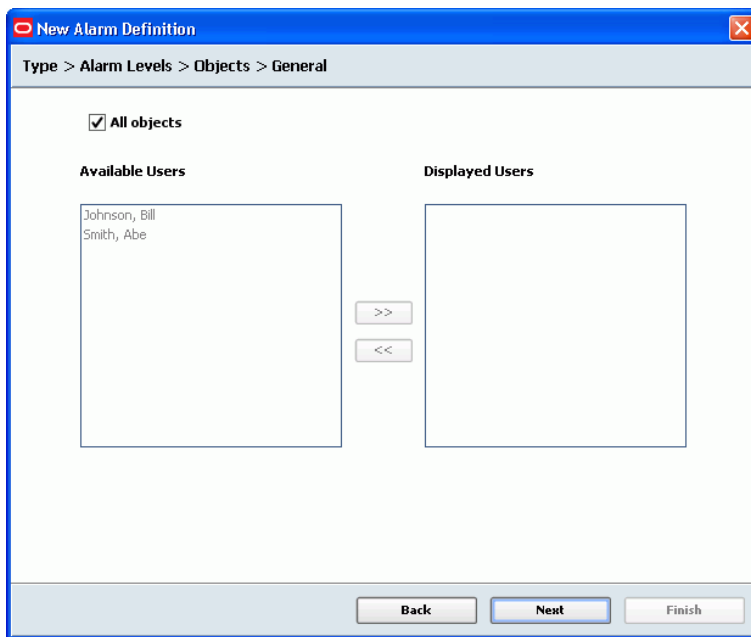 New Alarm Definition
Type > Alarm Levels > Objects > General
All objects
Available Users
Displayed Users
Johnson, Bill
Smith, Abe
>>
<<
Back
Next
Finish